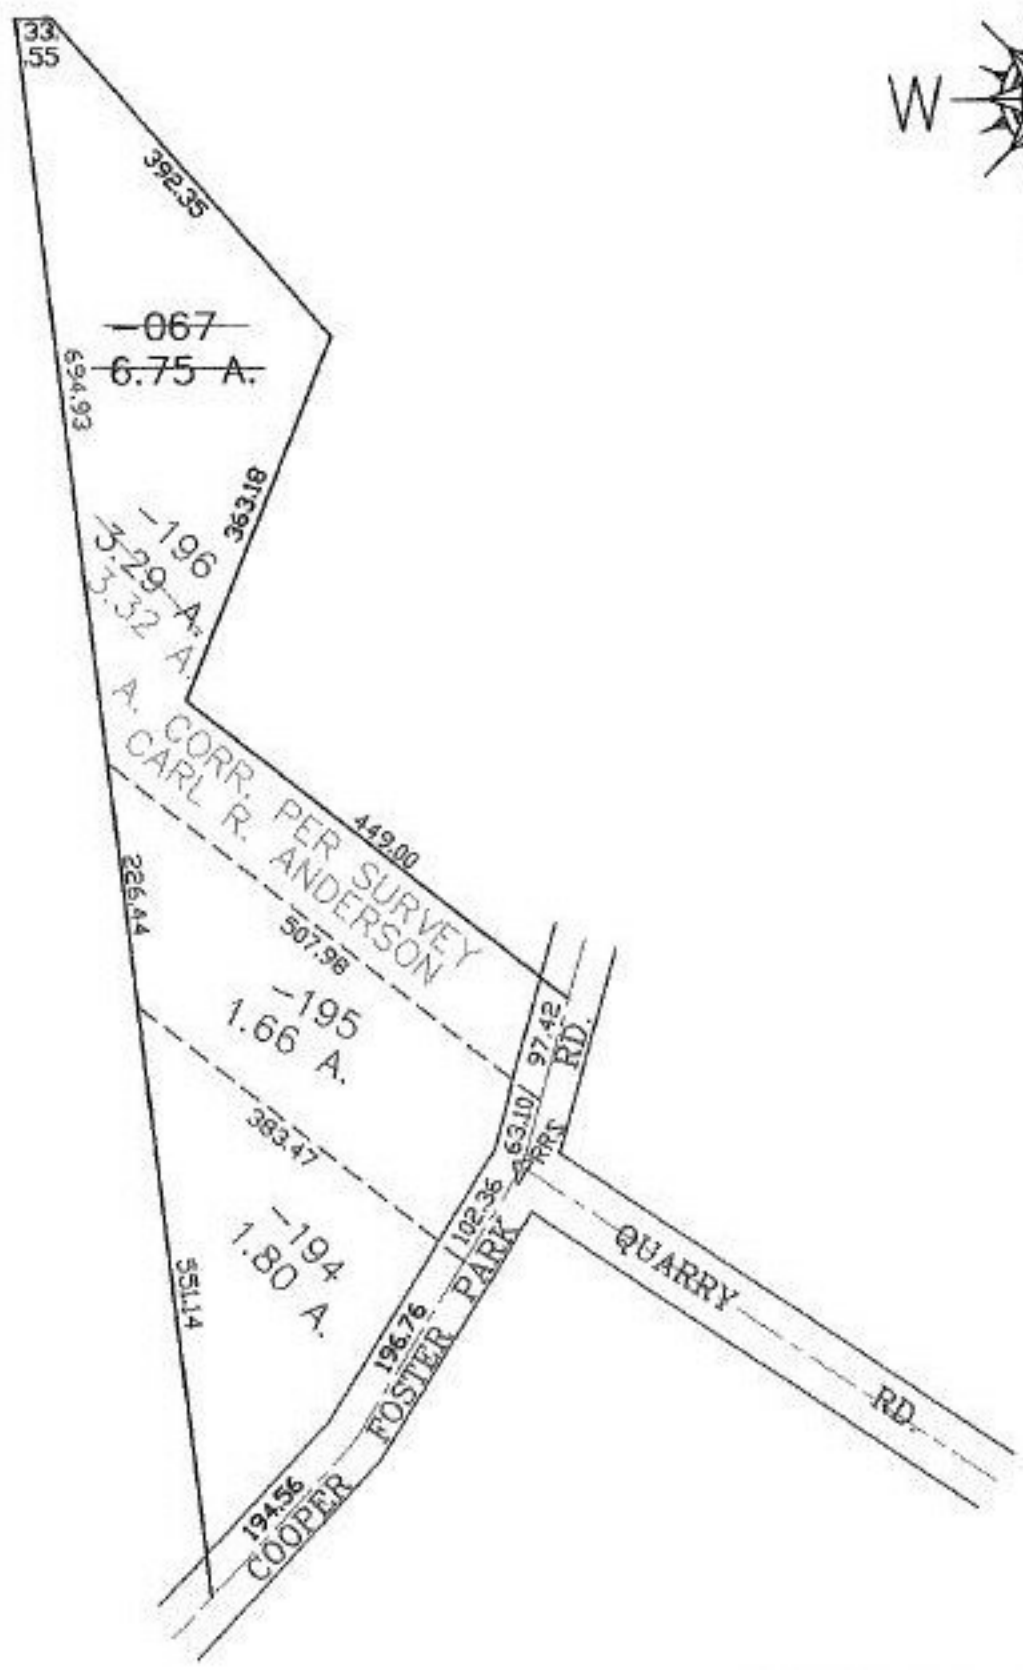 33.
.55
W
392.35
-067
6.75 A.
694.93
363.18
-196
3.29 A.
3.32 A.
A. CORR. PER SURVEY
CARL R. ANDERSON
449.00
226.44
507.98
-195
1.66 A.
97.42
RD.
63.10
383.47
102.36
-194
1.80 A.
QUARRY RD.
551.14
196.76
194.56
COOPER FOSTER PARK